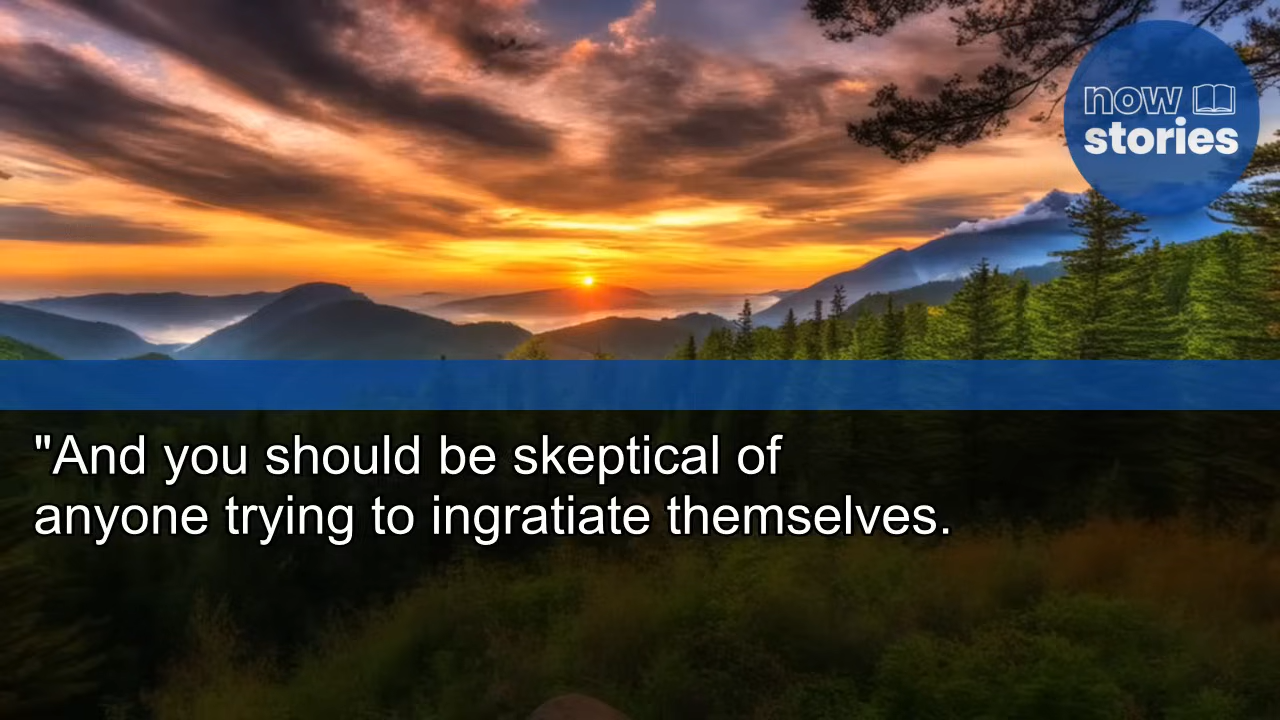 now
stories
"And you should be skeptical of
anyone trying to ingratiate themselves.